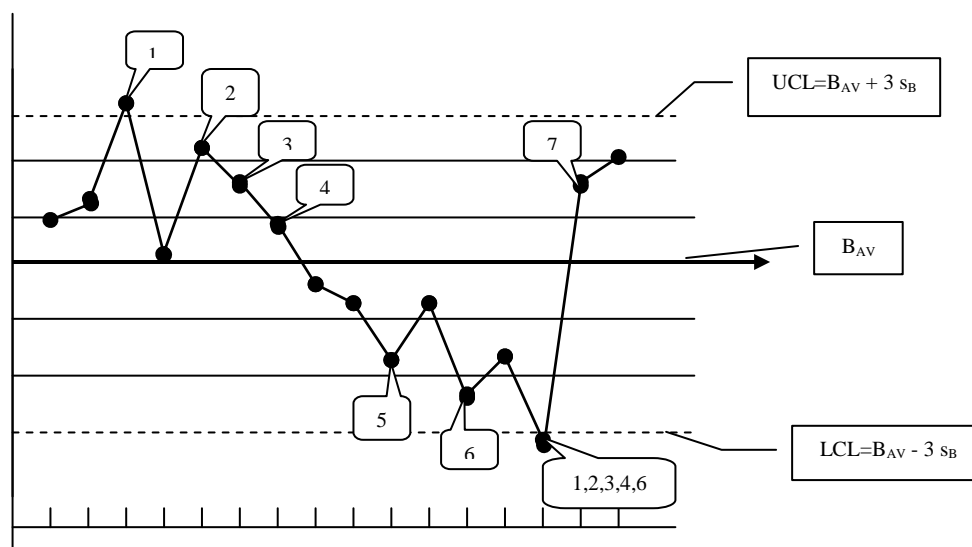 1
2
UCL=B_AV + 3 s_B
3
7
4
B_AV
5
6
LCL=B_AV - 3 s_B
1,2,3,4,6